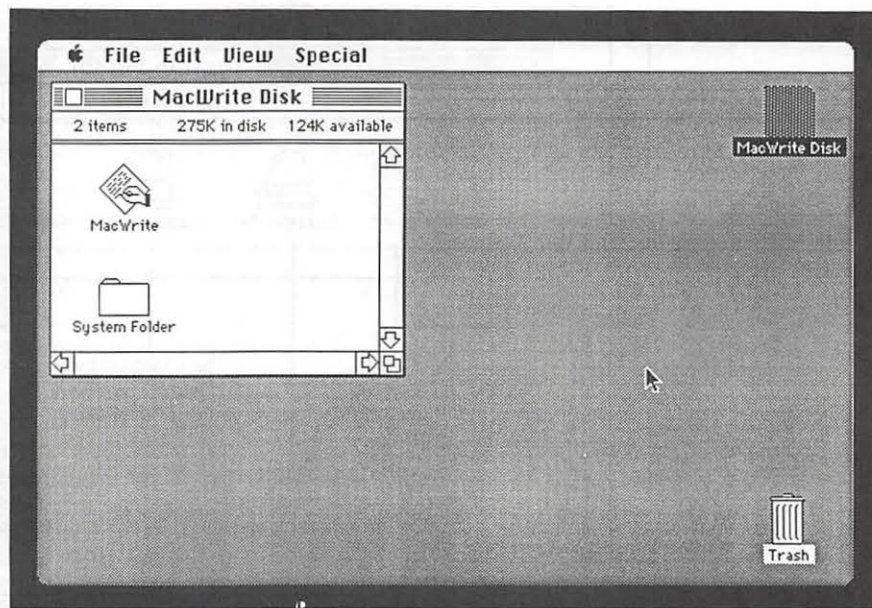 File Edit View Special
MacWrite Disk
2 items 275K in disk 124K available
MacWrite
System Folder
MacWrite Disk
Trash